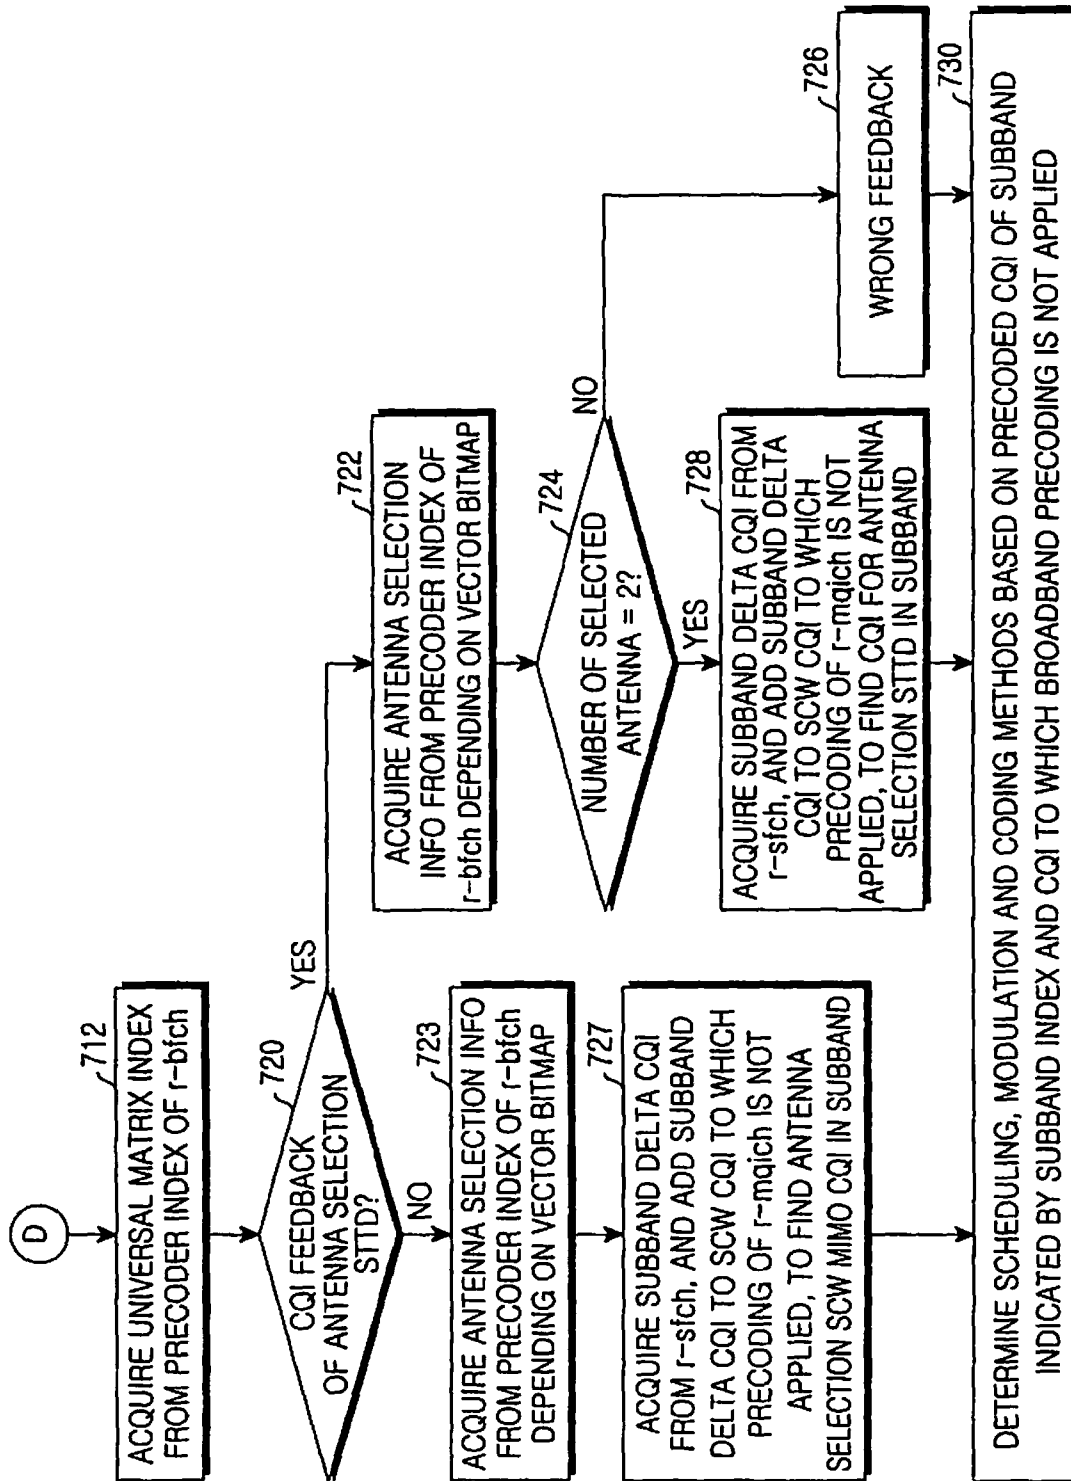 D
712
ACQUIRE UNIVERSAL MATRIX INDEX
FROM PRECODER INDEX OF r-bfch
720
CQI FEEDBACK
OF ANTENNA SELECTION
STTD?
YES
NO
722
ACQUIRE ANTENNA SELECTION
INFO FROM PRECODER INDEX OF
r-bfch DEPENDING ON VECTOR BITMAP
723
ACQUIRE ANTENNA SELECTION INFO
FROM PRECODER INDEX OF r-bfch
DEPENDING ON VECTOR BITMAP
724
NUMBER OF SELECTED
ANTENNA = 2?
NO
YES
726
WRONG FEEDBACK
727
ACQUIRE SUBBAND DELTA CQI
FROM r-sfch, AND ADD SUBBAND
DELTA CQI TO SCW CQI TO WHICH
PRECODING OF r-mqich IS NOT
APPLIED, TO FIND ANTENNA
SELECTION SCW MIMO CQI IN SUBBAND
728
ACQUIRE SUBBAND DELTA CQI FROM
r-sfch, AND ADD SUBBAND DELTA
CQI TO SCW CQI TO WHICH
PRECODING OF r-mqich IS NOT
APPLIED, TO FIND CQI FOR ANTENNA
SELECTION STTD IN SUBBAND
730
DETERMINE SCHEDULING, MODULATION AND CODING METHODS BASED ON PRECODED CQI OF SUBBAND
INDICATED BY SUBBAND INDEX AND CQI TO WHICH BROADBAND PRECODING IS NOT APPLIED